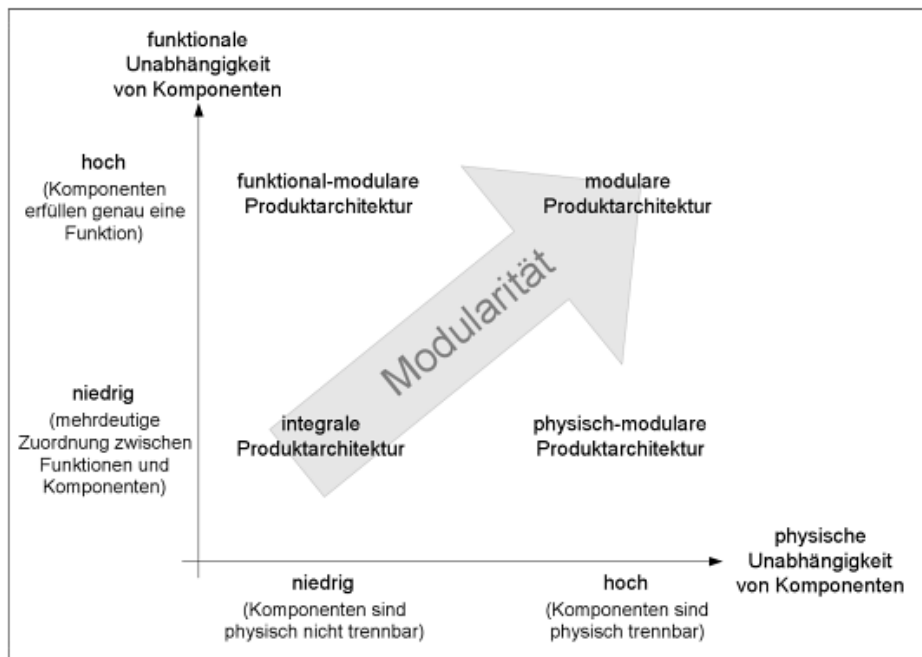 funktionale
Unabhängigkeit
von Komponenten
hoch
(Komponenten
erfüllen genau eine
Funktion)
funktional-modulare
Produktarchitektur
modulare
Produktarchitektur
Modularität
niedrig
(mehrdeutige
Zuordnung zwischen
Funktionen und
Komponenten)
integrale
Produktarchitektur
physisch-modulare
Produktarchitektur
physische
Unabhängigkeit
von Komponenten
niedrig
(Komponenten sind
physisch nicht trennbar)
hoch
(Komponenten sind
physisch trennbar)